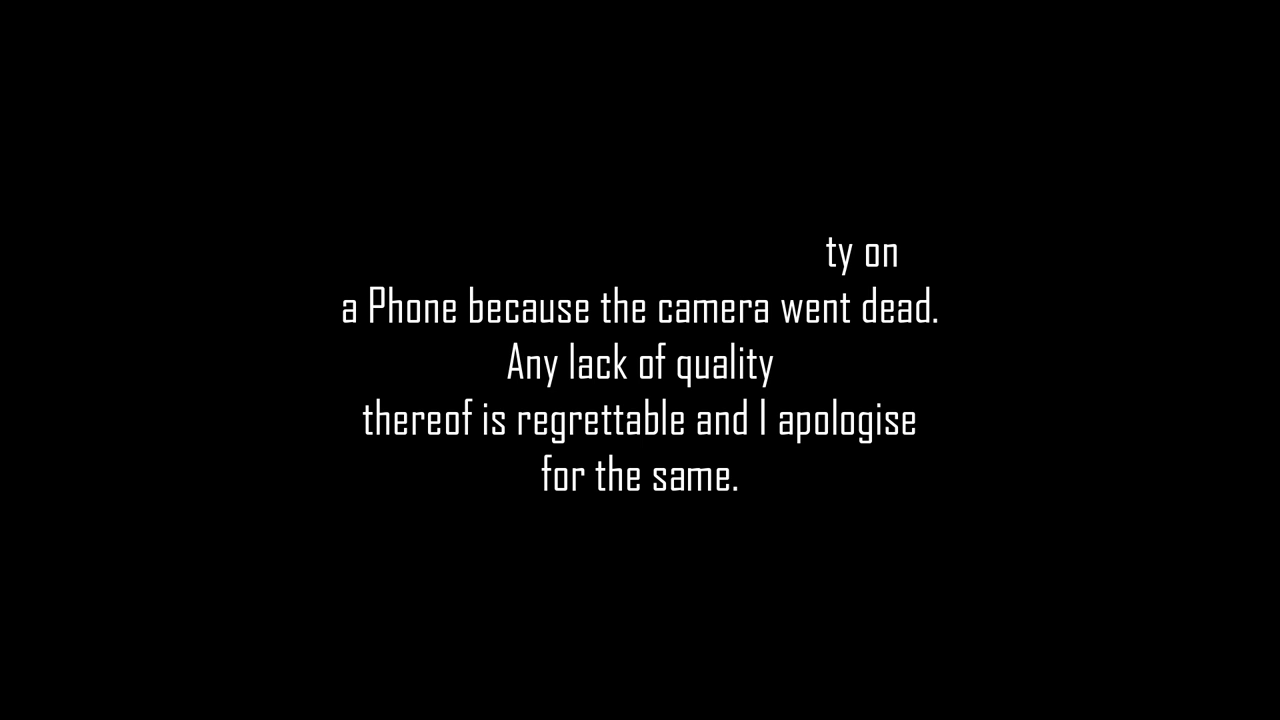 ty on
a Phone because the camera went dead.
Any lack of quality
thereof is regrettable and I apologise
for the same.